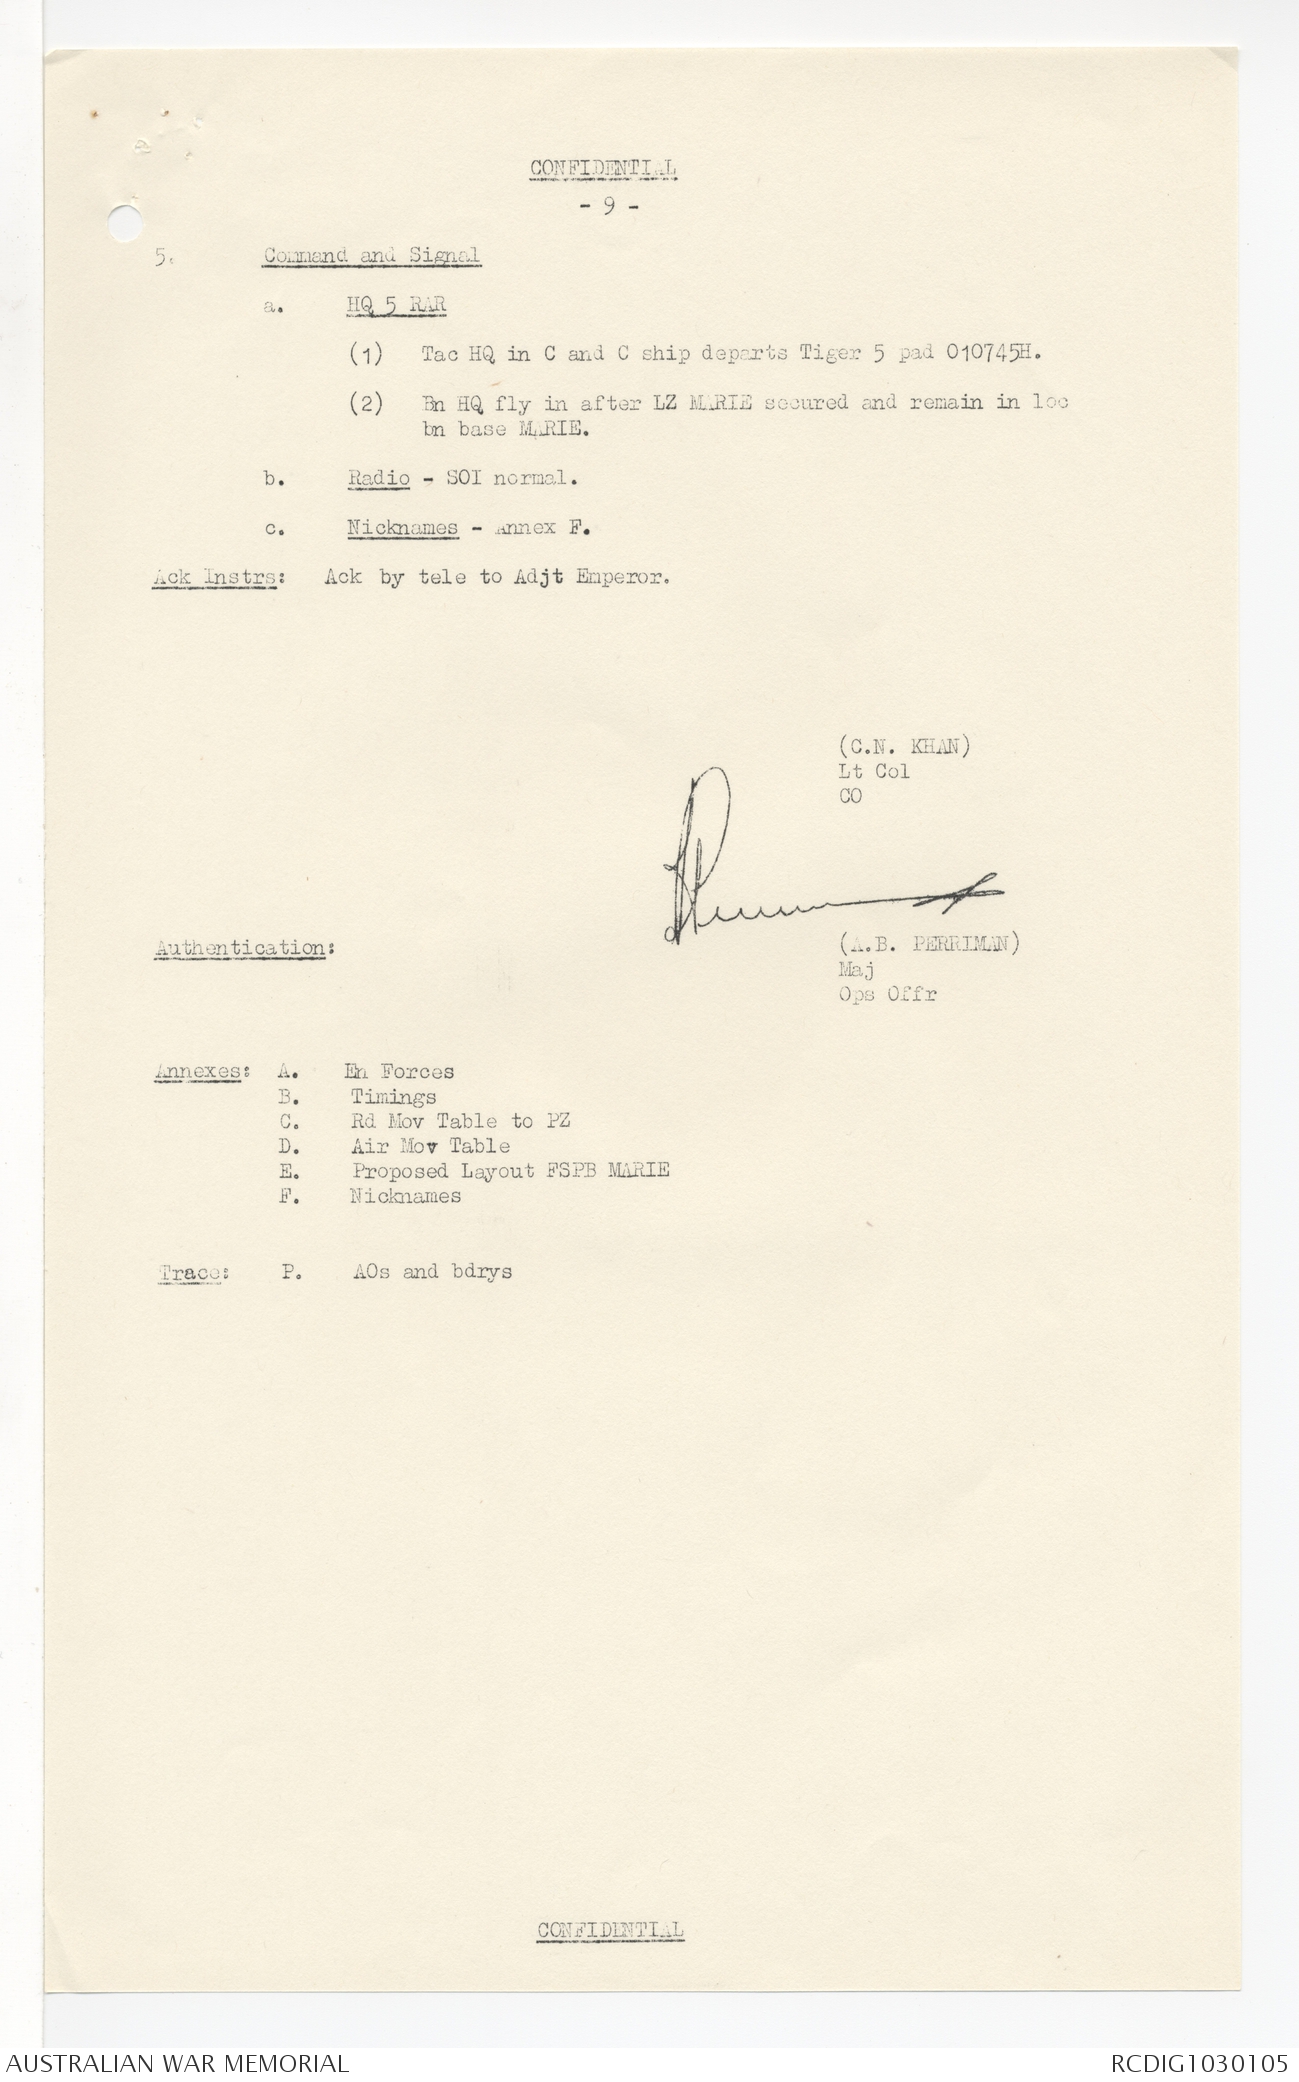 CONFIDENTIAL
- 9 -
5. Command and Signal
a. HQ 5 RAR
(1) Tac HQ in C and C ship departs Tiger 5 pad 010745H.
(2) Bn HQ fly in after LZ MARIE secured and remain in loc
bn base MARIE.
b. Radio - SOI normal.
c. Nicknames - Annex F.
Ack Instrs: Ack by tele to Adjt Emperor.
(C.N. KHAN)
Lt Col
CO
Authentication:
(A.B. PERRIMAN)
Maj
Ops Offr
Annexes: A. En Forces
B. Timings
C. Rd Mov Table to PZ
D. Air Mov Table
E. Proposed Layout FSPB MARIE
F. Nicknames
Trace: P. AOs and bdrys
CONFIDENTIAL
AUSTRALIAN WAR MEMORIAL
RCDIG1030105